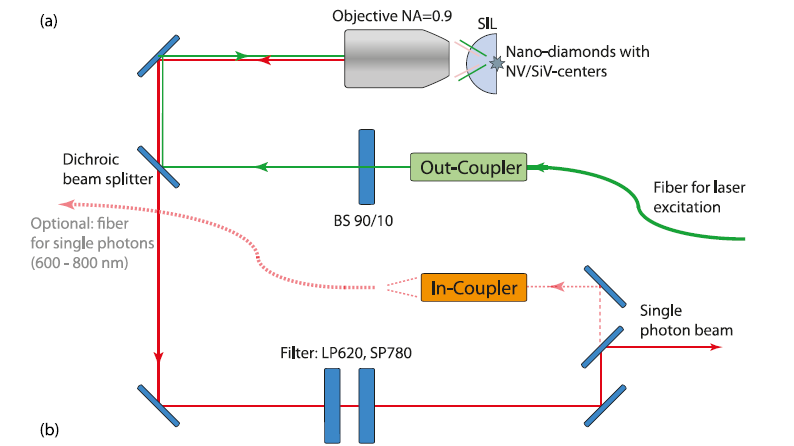 (a)
Objective NA=0.9
SIL
Nano-diamonds with
NV/SiV-centers
Dichroic
beam splitter
Out-Coupler
BS 90/10
Fiber for laser
excitation
Optional: fiber
for single photons
(600 - 800 nm)
In-Coupler
Single
photon beam
Filter: LP620, SP780
(b)